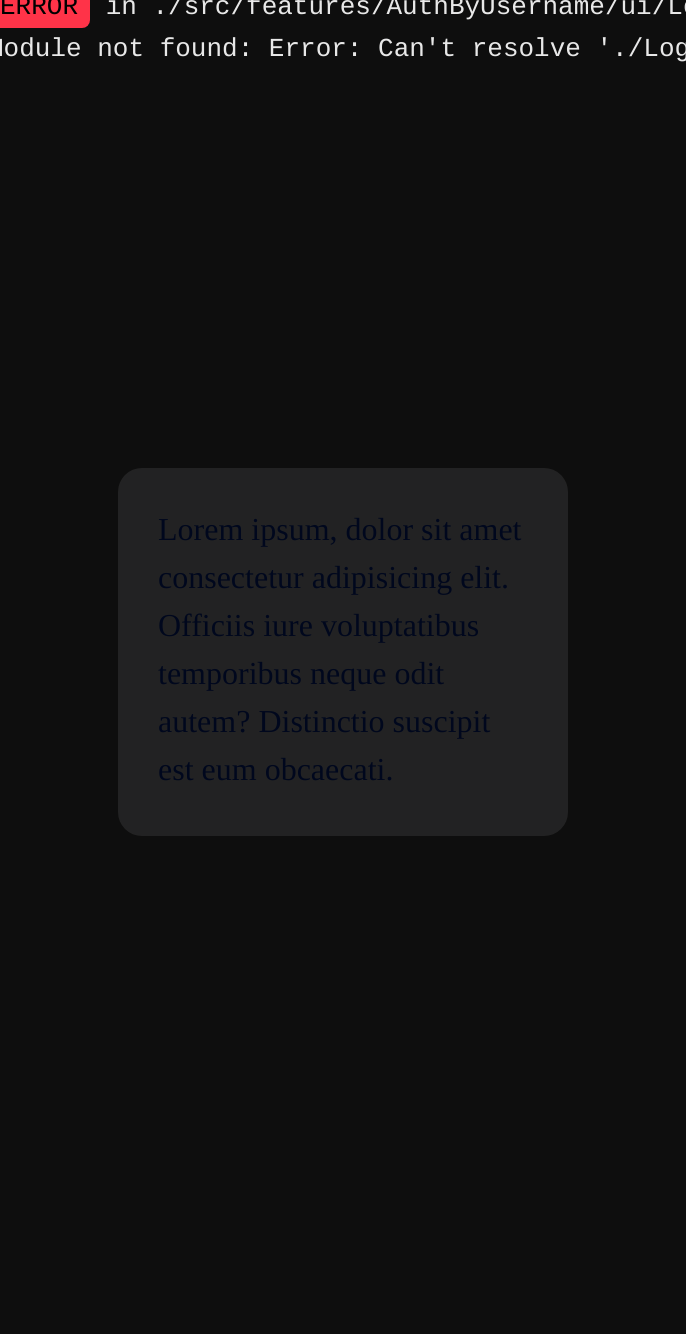 ERROR in ./src/features/AuthByUsername/ui/Lo
Module not found: Error: Can't resolve './Log
Lorem ipsum, dolor sit amet
consectetur adipisicing elit.
Officiis iure voluptatibus
temporibus neque odit
autem? Distinctio suscipit
est eum obcaecati.